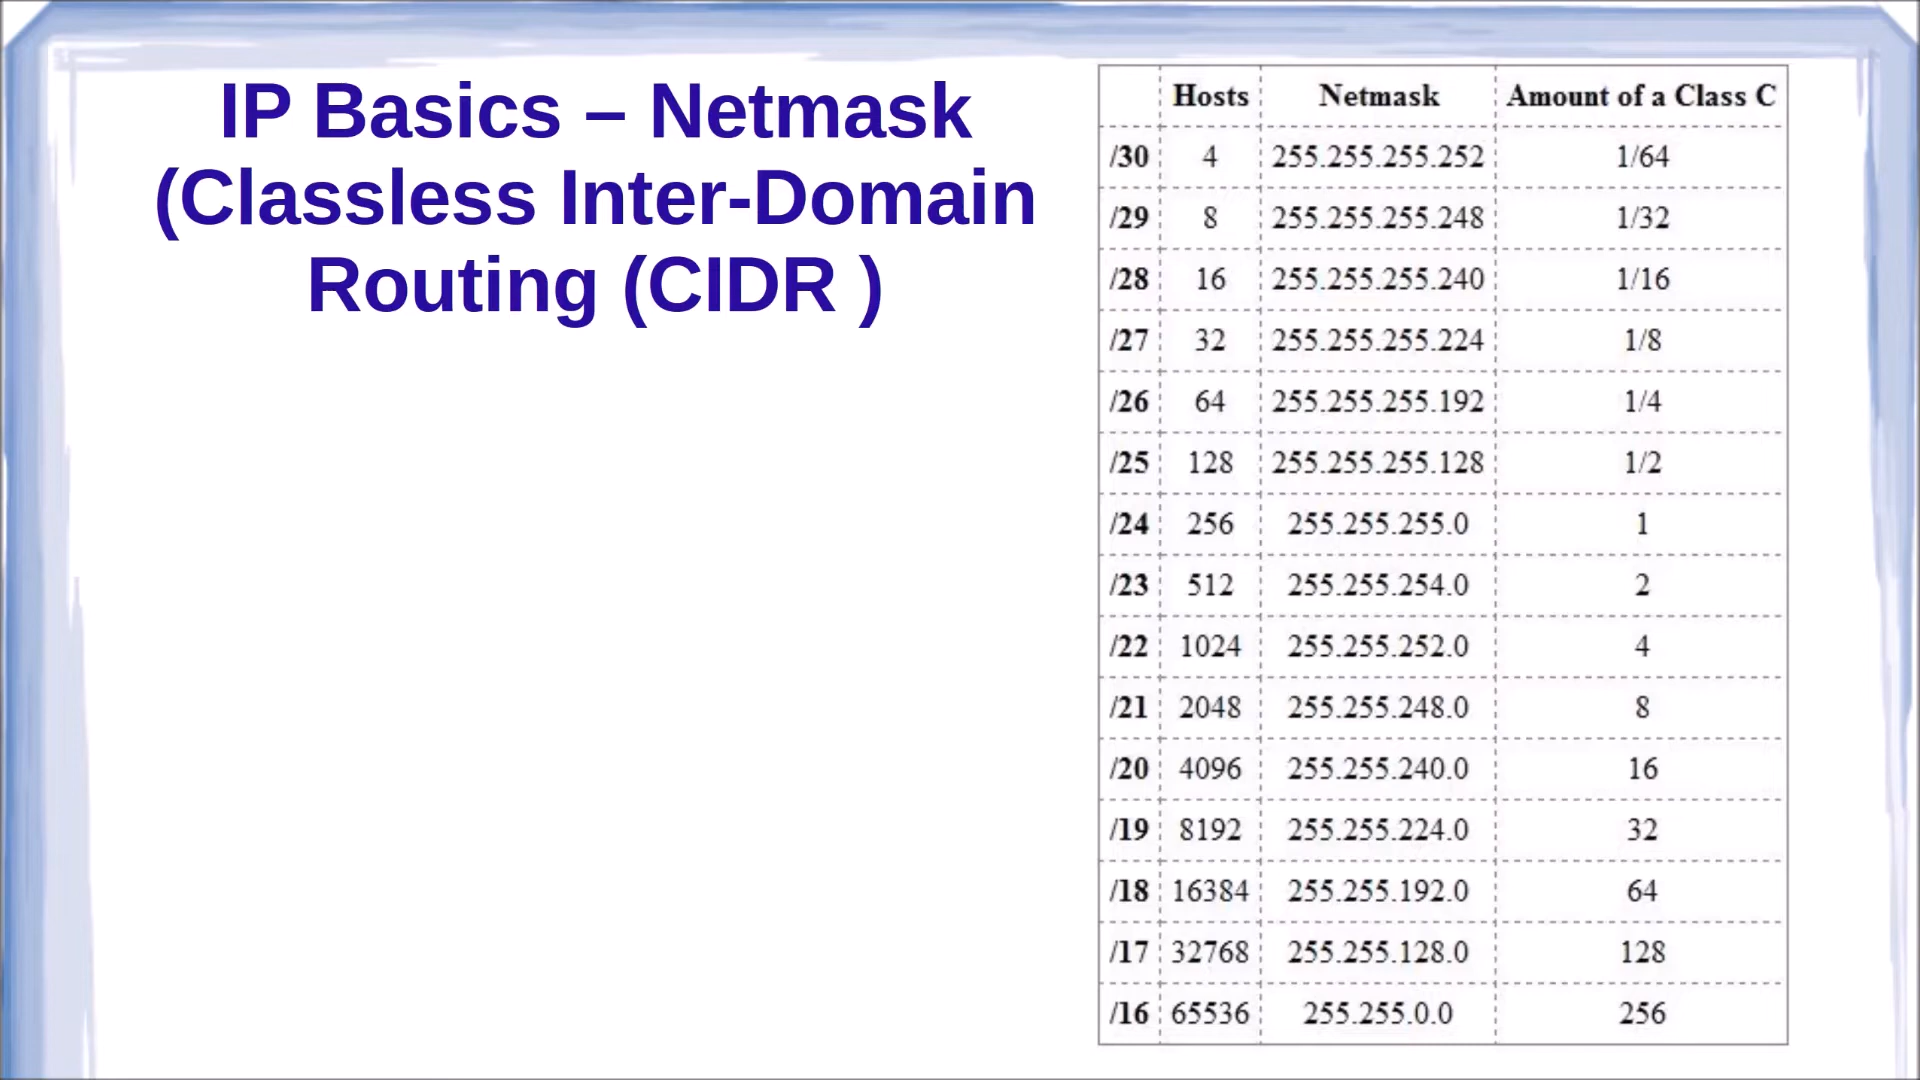 IP Basics – Netmask
(Classless Inter-Domain
Routing (CIDR )
Hosts Netmask Amount of a Class C
/30 4 255.255.255.252 1/64
/29 8 255.255.255.248 1/32
/28 16 255.255.255.240 1/16
/27 32 255.255.255.224 1/8
/26 64 255.255.255.192 1/4
/25 128 255.255.255.128 1/2
/24 256 255.255.255.0 1
/23 512 255.255.254.0 2
/22 1024 255.255.252.0 4
/21 2048 255.255.248.0 8
/20 4096 255.255.240.0 16
/19 8192 255.255.224.0 32
/18 16384 255.255.192.0 64
/17 32768 255.255.128.0 128
/16 65536 255.255.0.0 256